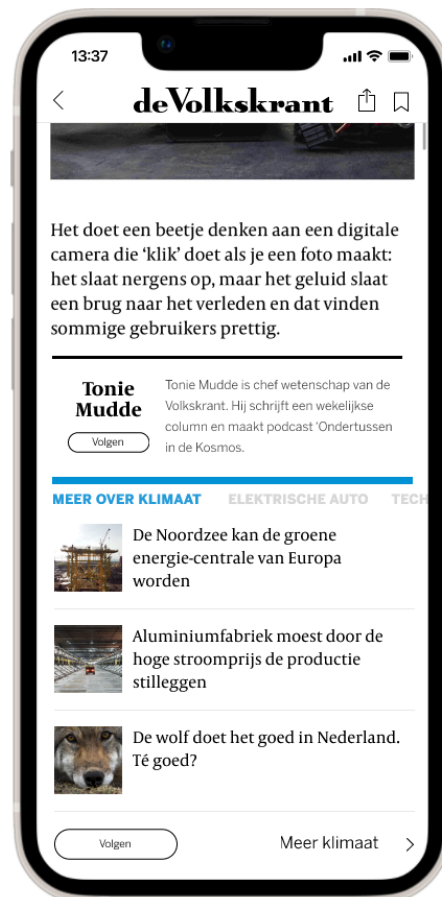 13:37
deVolkskrant
Het doet een beetje denken aan een digitale
camera die ‘klik’ doet als je een foto maakt:
het slaat nergens op, maar het geluid slaat
een brug naar het verleden en dat vinden
sommige gebruikers prettig.
Tonie
Mudde
Volgen
Tonie Mudde is chef wetenschap van de
Volkskrant. Hij schrijft een wekelijkse
column en maakt podcast ‘Ondertussen
in de Kosmos.
MEER OVER KLIMAAT ELEKTRISCHE AUTO TECH
De Noordzee kan de groene
energie-centrale van Europa
worden
Aluminiumfabriek moest door de
hoge stroomprijs de productie
stilleggen
De wolf doet het goed in Nederland.
Té goed?
Volgen Meer klimaat